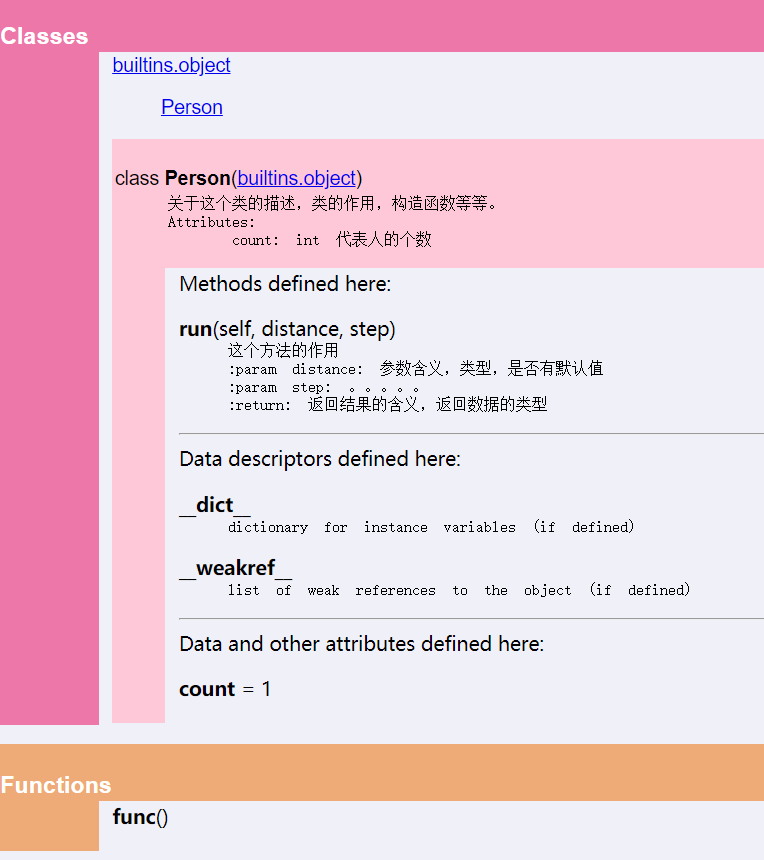 Classes
builtins.object
Person
class Person(builtins.object)
关于这个类的描述，类的作用，构造函数等等。
Attributes:
count: int 代表人的个数
Methods defined here:
run(self, distance, step)
这个方法的作用
:param distance: 参数含义，类型，是否有默认值
:param step: 。。。。。
:return: 返回结果的含义，返回数据的类型
Data descriptors defined here:
__dict__
dictionary for instance variables (if defined)
__weakref__
list of weak references to the object (if defined)
Data and other attributes defined here:
count = 1
Functions
func()